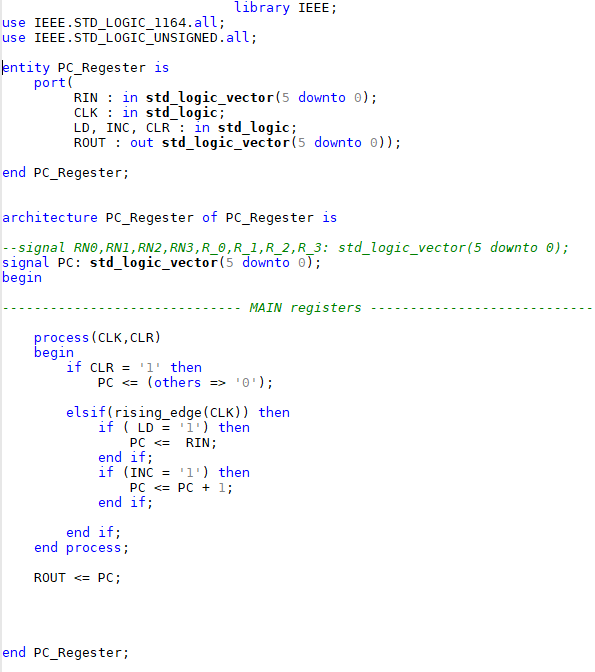 library IEEE;
use IEEE.STD_LOGIC_1164.all;
use IEEE.STD_LOGIC_UNSIGNED.all;
entity PC_Regester is
port(
RIN : in std_logic_vector(5 downto 0);
CLK : in std_logic;
LD, INC, CLR : in std_logic;
ROUT : out std_logic_vector(5 downto 0));
end PC_Regester;
architecture PC_Regester of PC_Regester is
--signal RN0,RN1,RN2,RN3,R_0,R_1,R_2,R_3: std_logic_vector(5 downto 0);
signal PC: std_logic_vector(5 downto 0);
begin
------------------------------ MAIN registers ----------------------------
process(CLK,CLR)
begin
if CLR = '1' then
PC <= (others => '0');
elsif(rising_edge(CLK)) then
if ( LD = '1') then
PC <=  RIN;
end if;
if (INC = '1') then
PC <= PC + 1;
end if;
end if;
end process;
ROUT <= PC;
end PC_Regester;